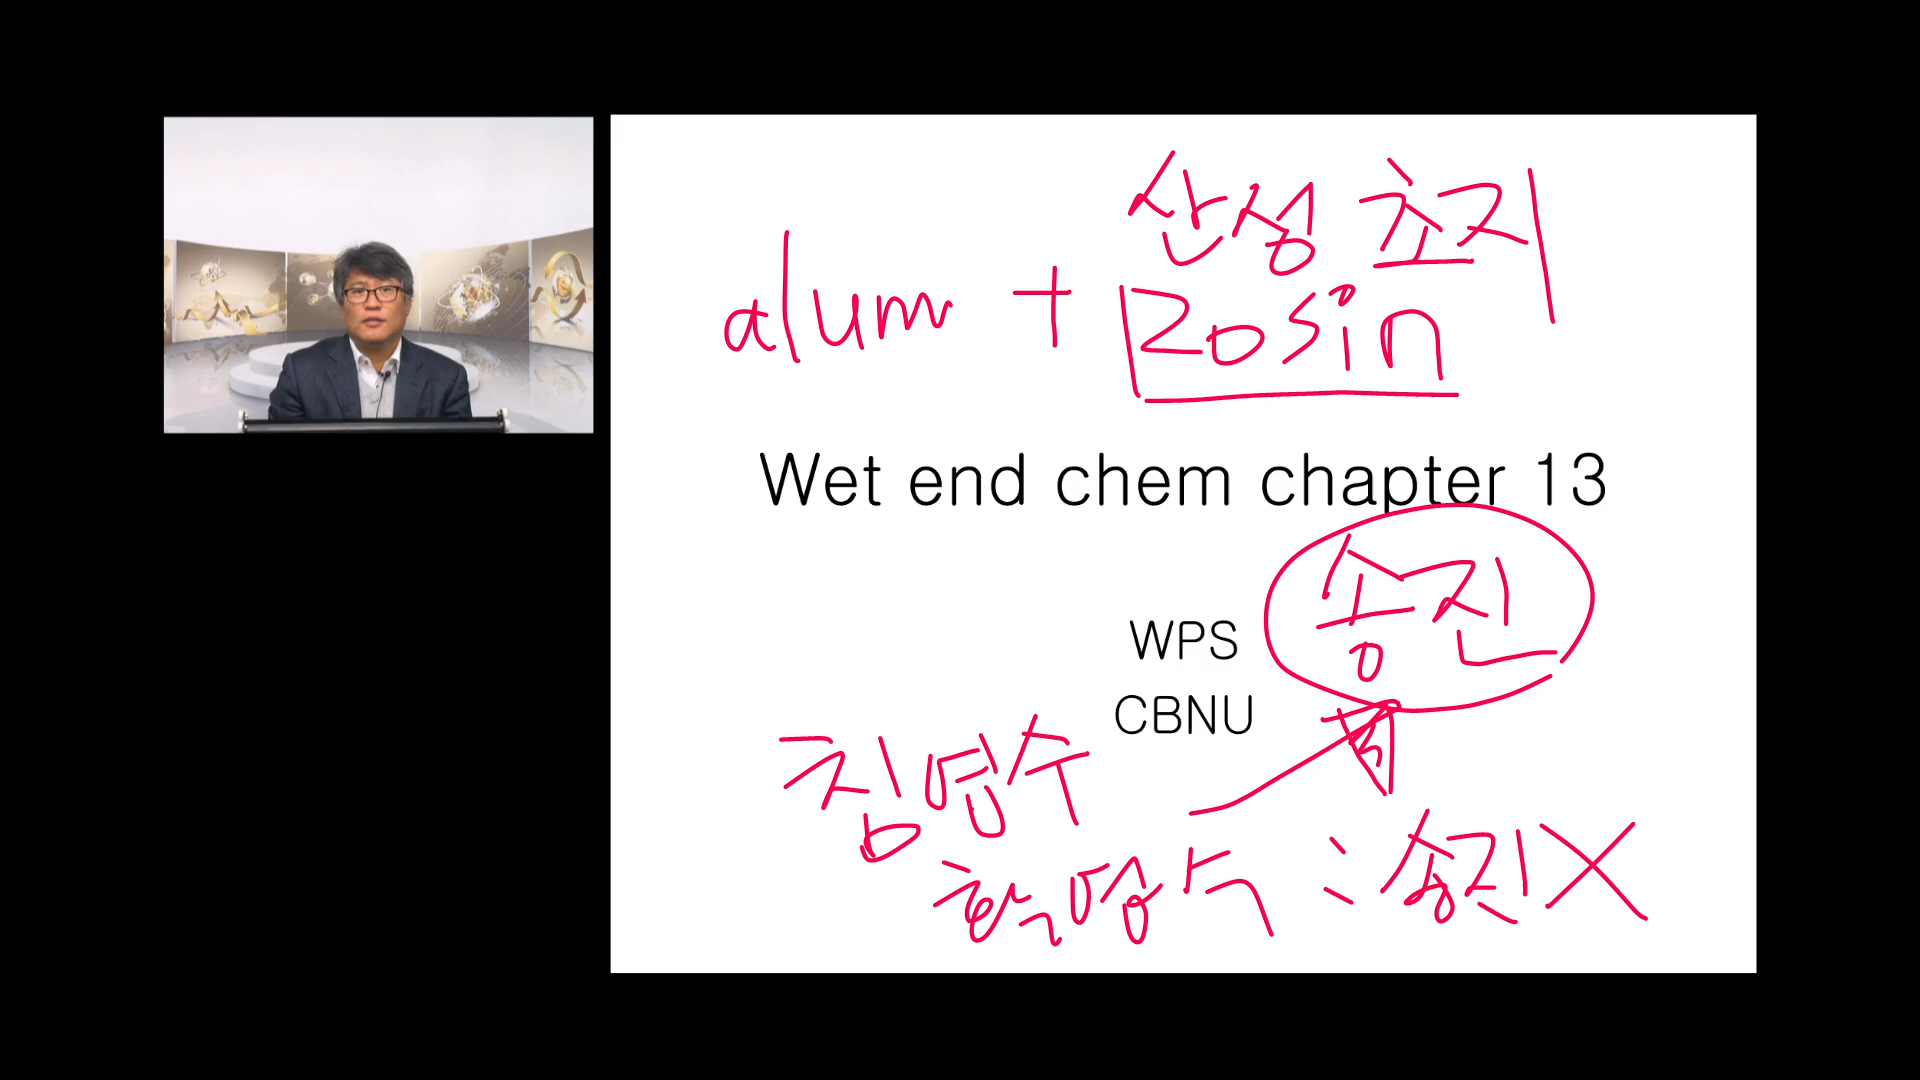 산성 초지
alum + Rosin
Wet end chem chapter 13
송진
WPS
CBNU
침엽수
활엽수 : 송진 X